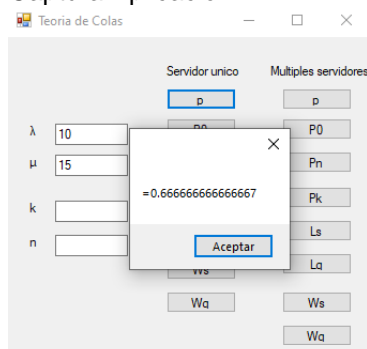 Teoria de Colas
Servidor unico Multiples servidores
p p
λ 10 P0
μ 15 Pn
=0.666666666666667
k Pk
n Ls
Aceptar
Lq
Ws
Wq Ws
Wq